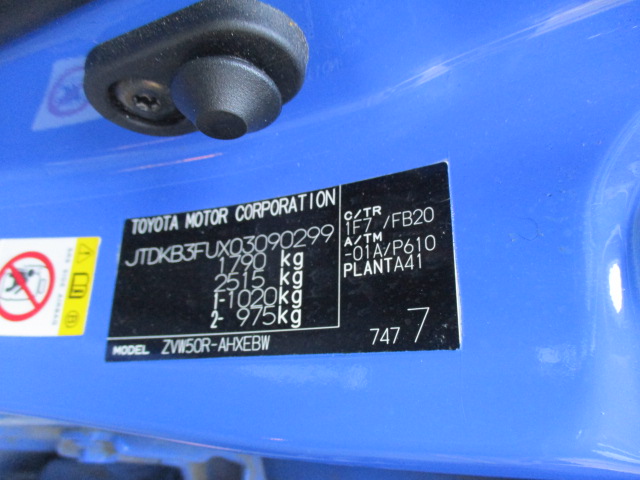 TOYOTA MOTOR CORPORATION
JTDKB3FUX03090299
1790 kg
2515 kg
1-1020kg
2- 975kg
MODEL ZVW50R-AHXEBW
C/TR
1F7 /FB20
A/TM
-01A/P610
PLANTA41
747 7